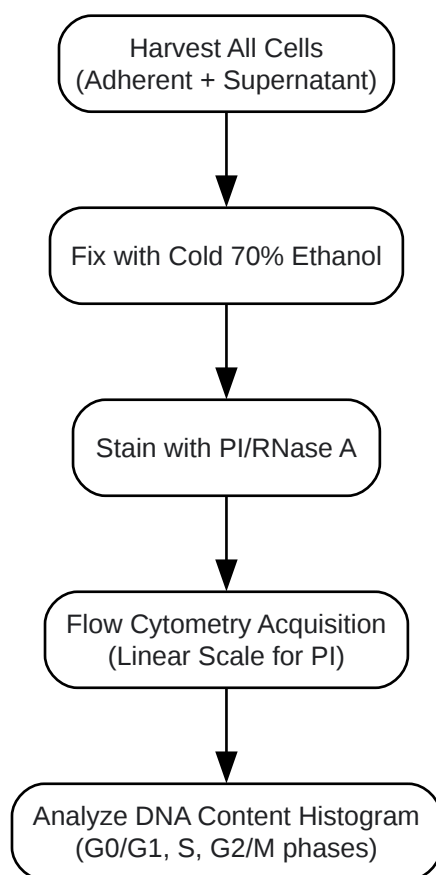 Harvest All Cells
(Adherent + Supernatant)
Fix with Cold 70% Ethanol
Stain with PI/RNase A
Flow Cytometry Acquisition
(Linear Scale for PI)
Analyze DNA Content Histogram
(G0/G1, S, G2/M phases)